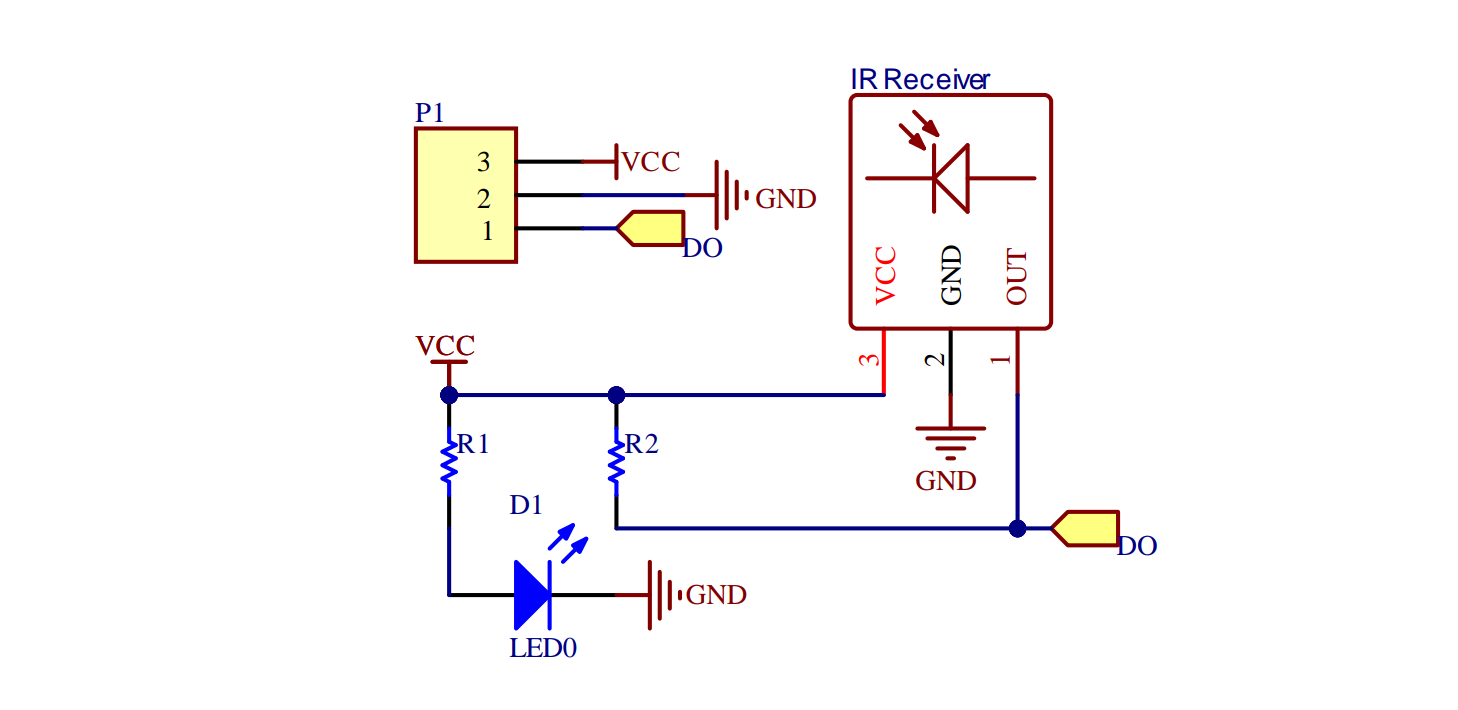 IR Receiver
P1
3
VCC
2
GND
1
DO
VCC
GND
OUT
3
2
1
VCC
R1
R2
GND
D1
DO
GND
LED0